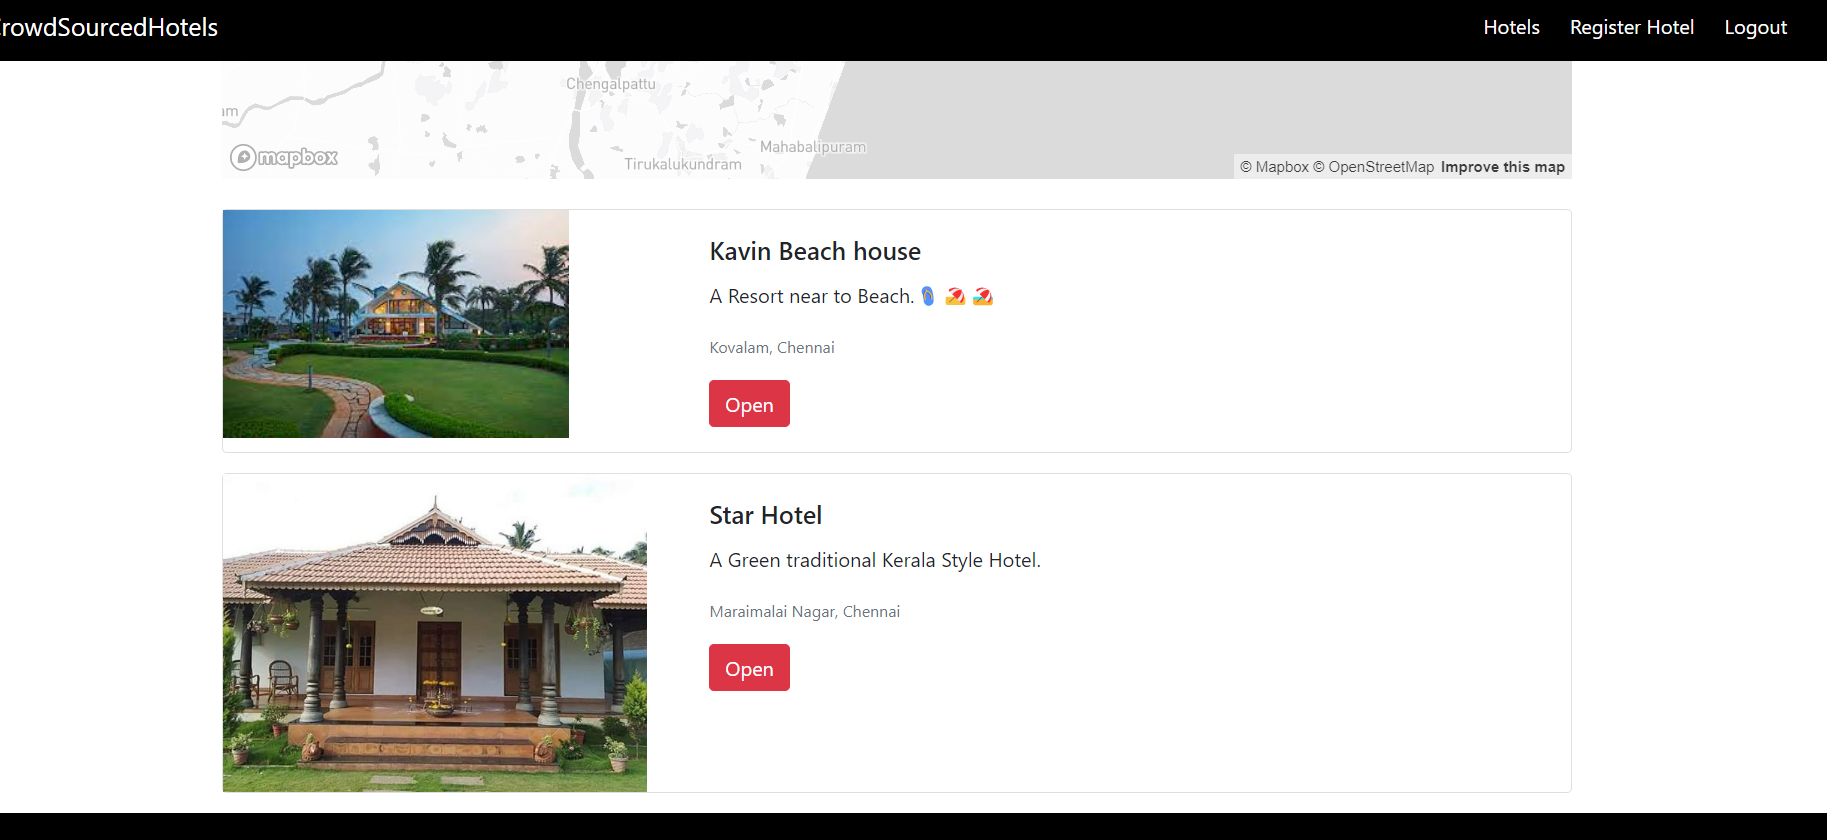 rowdSourcedHotels
Hotels Register Hotel Logout
Chengalpattu
am
Mahabalipuram
mapbox
Tirukalukundram
© Mapbox © OpenStreetMap Improve this map
Kavin Beach house
A Resort near to Beach. 🩴 🏖️ 🏖️
Kovalam, Chennai
Open
Star Hotel
A Green traditional Kerala Style Hotel.
Maraimalai Nagar, Chennai
Open